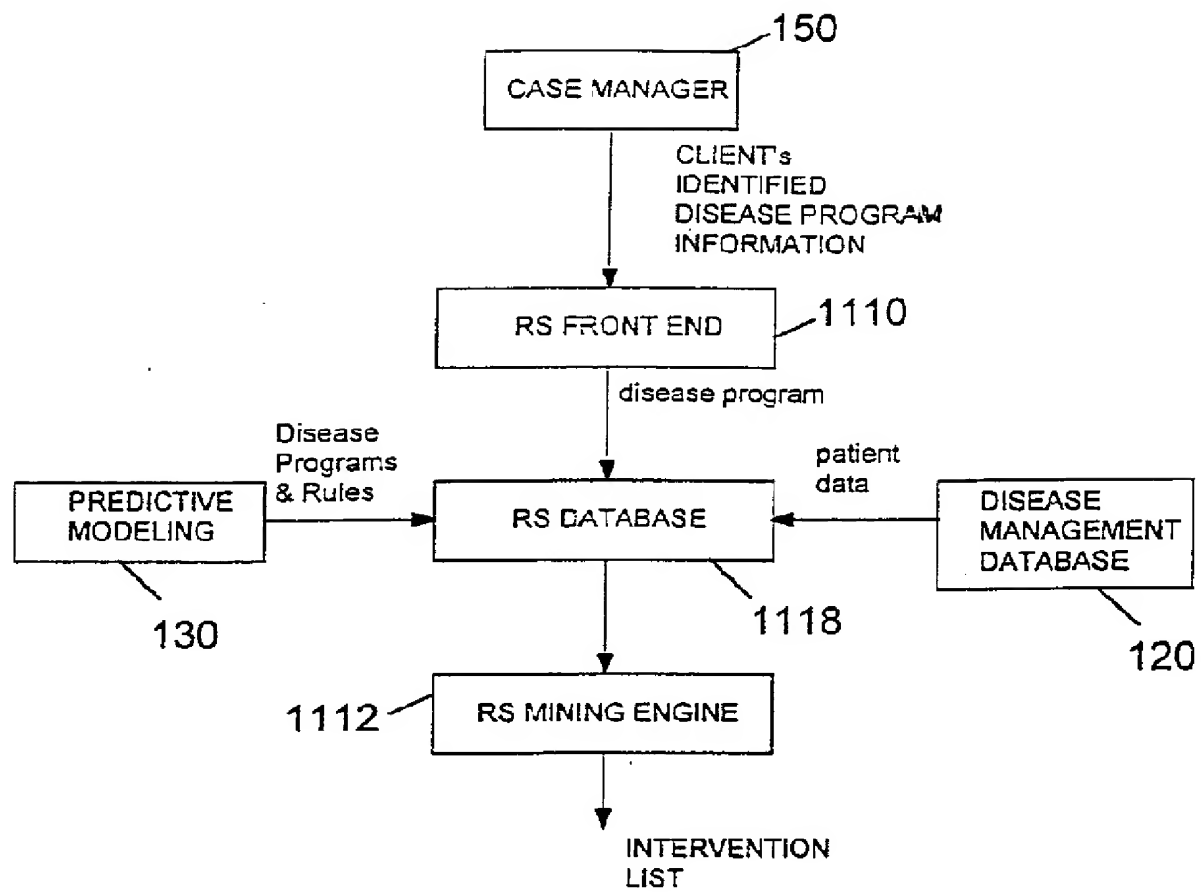 150
CASE MANAGER
CLIENT's
IDENTIFIED
DISEASE PROGRAM
INFORMATION
RS FRONT END
1110
disease program
Disease
Programs
& Rules
patient
data
PREDICTIVE
MODELING
RS DATABASE
DISEASE
MANAGEMENT
DATABASE
130
1118
120
1112
RS MINING ENGINE
INTERVENTION
LIST